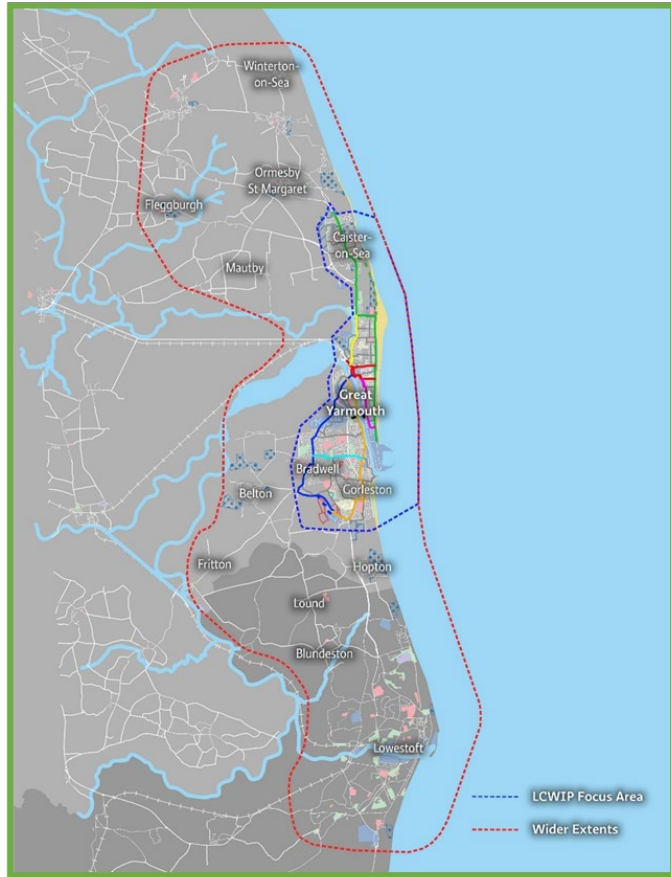 Winterton-
on-Sea
Ormesby
St Margaret
Fleggburgh
Caister-
on-Sea
Mautby
Great
Yarmouth
Bradwell
Belton
Gorleston
Fritton
Hopton
Lound
Blundeston
Lowestoft
LCWIP Focus Area
Wider Extents